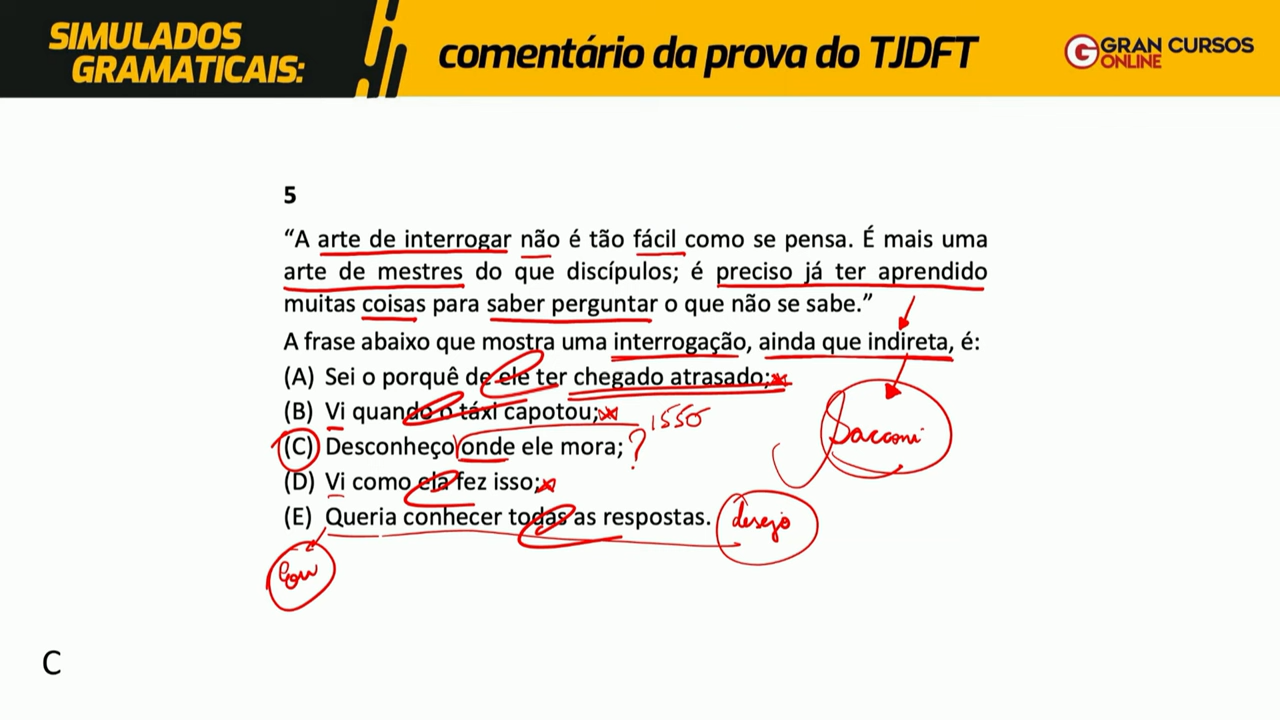 SIMULADOS
GRAMATICAIS:
comentário da prova do TJDFT
GRAN CURSOS
ONLINE
5
“A arte de interrogar não é tão fácil como se pensa. É mais uma
arte de mestres do que discípulos; é preciso já ter aprendido
muitas coisas para saber perguntar o que não se sabe.”
A frase abaixo que mostra uma interrogação, ainda que indireta, é:
(A) Sei o porquê de ele ter chegado atrasado;
(B) Vi quando o táxi capotou;
ISSO
(C) Desconheço onde ele mora; ?
Sacconi
(D) Vi como ela fez isso;
(E) Queria conhecer todas as respostas.
desejo
C